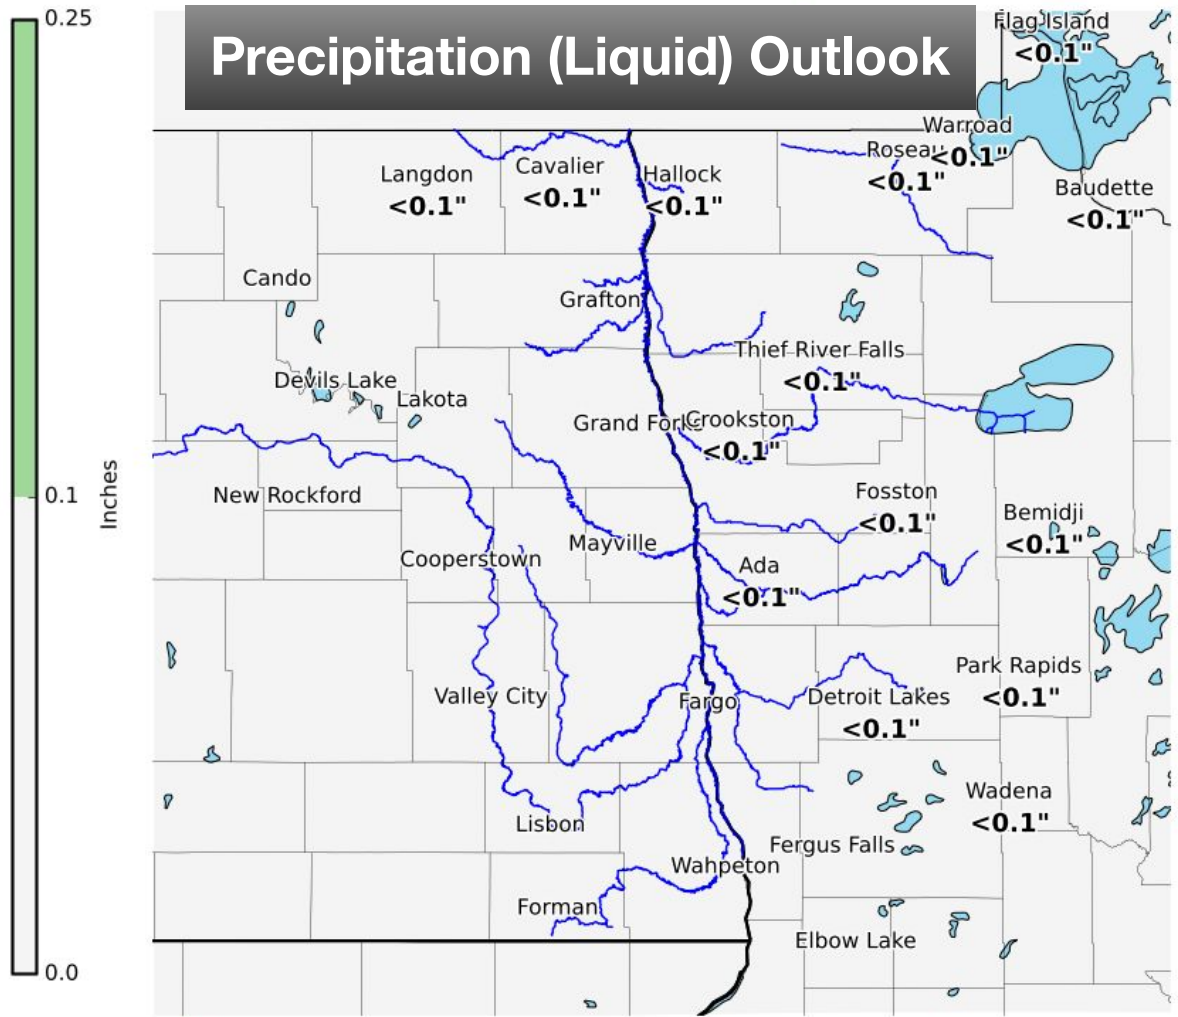 Precipitation (Liquid) Outlook
0.25
0.1
0.0
Inches
Flag Island
<0.1"
Warroad
<0.1"
Roseau
<0.1"
Baudette
<0.1"
Langdon
<0.1"
Cavalier
<0.1"
Hallock
<0.1"
Cando
Grafton
Thief River Falls
<0.1"
Devils Lake
Lakota
Grand Forks
Crookston
<0.1"
New Rockford
Fosston
<0.1"
Bemidji
<0.1"
Cooperstown
Mayville
Ada
<0.1"
Valley City
Fargo
Detroit Lakes
<0.1"
Park Rapids
<0.1"
Wadena
<0.1"
Lisbon
Fergus Falls
Wahpeton
Forman
Elbow Lake